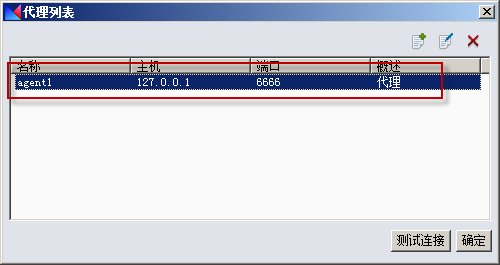 代理列表
名称 主机 端口 概述
agent1 127.0.0.1 6666 代理
测试连接 确定